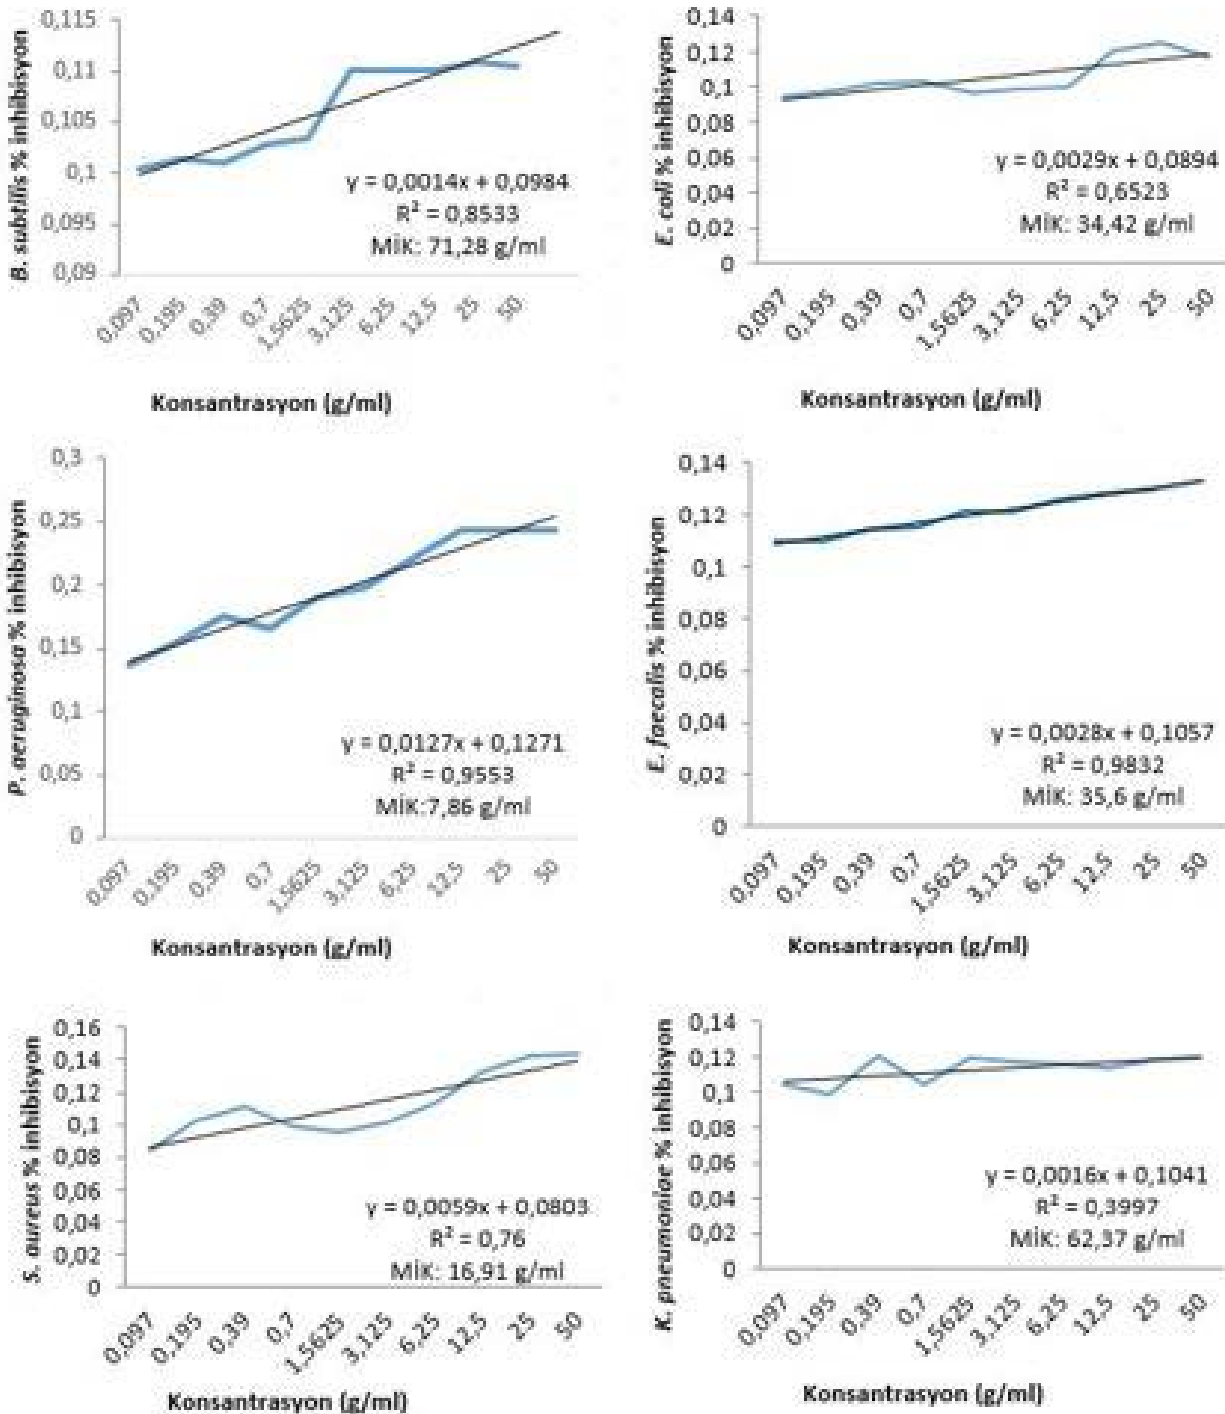 B. subtilis % inhibisyon
0,115
0,11
0,105
0,1
0,095
0,09
y = 0,0014x + 0,0984
R² = 0,8533
MİK: 71,28 g/ml
0,097 0,195 0,39 0,7 1,5625 3,125 6,25 12,5 25 50
Konsantrasyon (g/ml)
E. coli % inhibisyon
0,14
0,12
0,1
0,08
0,06
0,04
0,02
0
y = 0,0029x + 0,0894
R² = 0,6523
MİK: 34,42 g/ml
0,097 0,195 0,39 0,7 1,5625 3,125 6,25 12,5 25 50
Konsantrasyon (g/ml)
P. aeruginosa % inhibisyon
0,3
0,25
0,2
0,15
0,1
0,05
0
y = 0,0127x + 0,1271
R² = 0,9553
MİK:7,86 g/ml
0,097 0,195 0,39 0,7 1,5625 3,125 6,25 12,5 25 50
Konsantrasyon (g/ml)
E. faecalis % inhibisyon
0,14
0,12
0,1
0,08
0,06
0,04
0,02
0
y = 0,0028x + 0,1057
R² = 0,9832
MİK: 35,6 g/ml
0,097 0,195 0,39 0,7 1,5625 3,125 6,25 12,5 25 50
Konsantrasyon (g/ml)
S. aureus % inhibisyon
0,16
0,14
0,12
0,1
0,08
0,06
0,04
0,02
0
y = 0,0059x + 0,0803
R² = 0,76
MİK: 16,91 g/ml
0,097 0,195 0,39 0,7 1,5625 3,125 6,25 12,5 25 50
Konsantrasyon (g/ml)
K. pneumoniae % inhibisyon
0,14
0,12
0,1
0,08
0,06
0,04
0,02
0
y = 0,0016x + 0,1041
R² = 0,3997
MİK: 62,37 g/ml
0,097 0,195 0,39 0,7 1,5625 3,125 6,25 12,5 25 50
Konsantrasyon (g/ml)